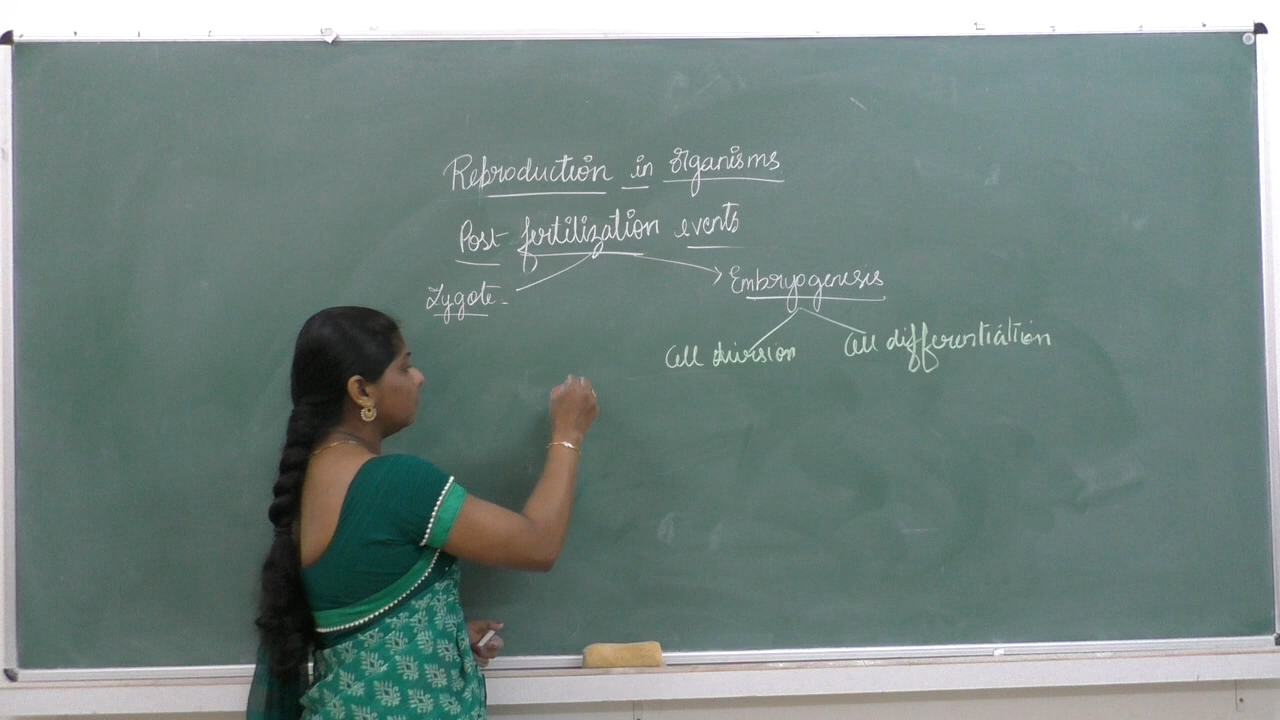 Reproduction in organisms
Post fertilization events
Zygote
Embryogenesis
Cell division
Cell differentiation